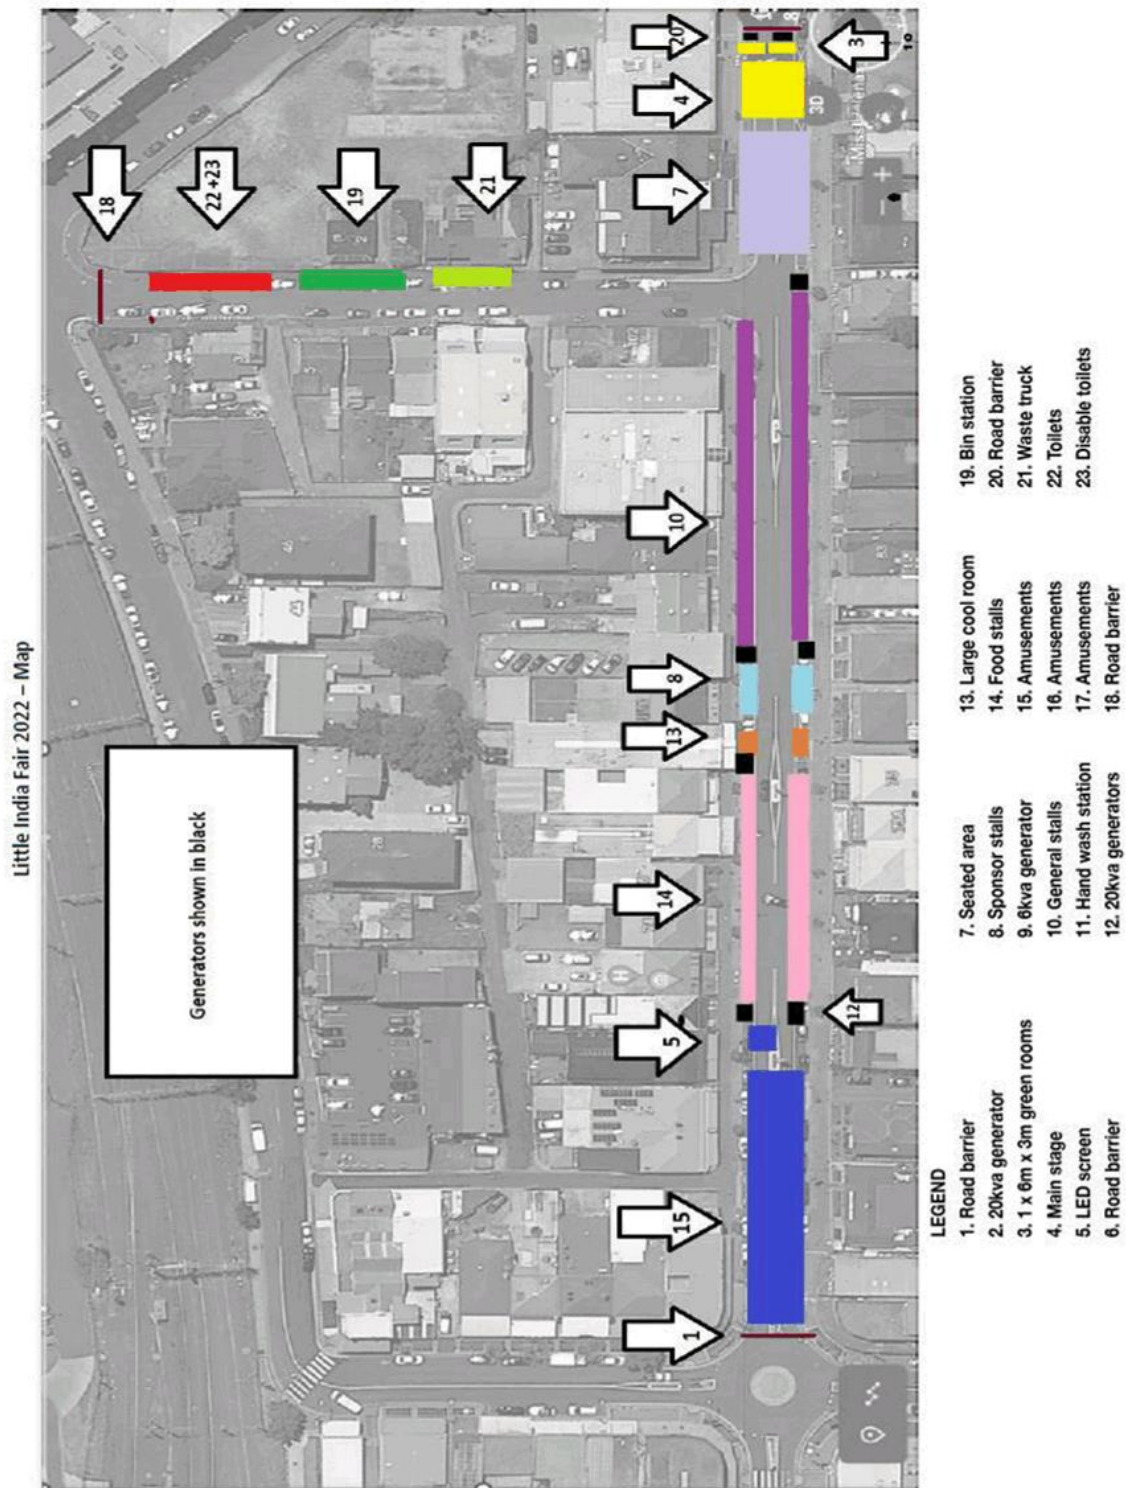 Little India Fair 2022 – Map
Generators shown in black
18
22 +23
19
21
20
3
4
7
10
8
13
14
5
12
15
1
3D
LEGEND
1. Road barrier
2. 20kva generator
3. 1 x 6m x 3m green rooms
4. Main stage
5. LED screen
6. Road barrier
7. Seated area
8. Sponsor stalls
9. 6kva generator
10. General stalls
11. Hand wash station
12. 20kva generators
13. Large cool room
14. Food stalls
15. Amusements
16. Amusements
17. Amusements
18. Road barrier
19. Bin station
20. Road barrier
21. Waste truck
22. Toilets
23. Disable toilets